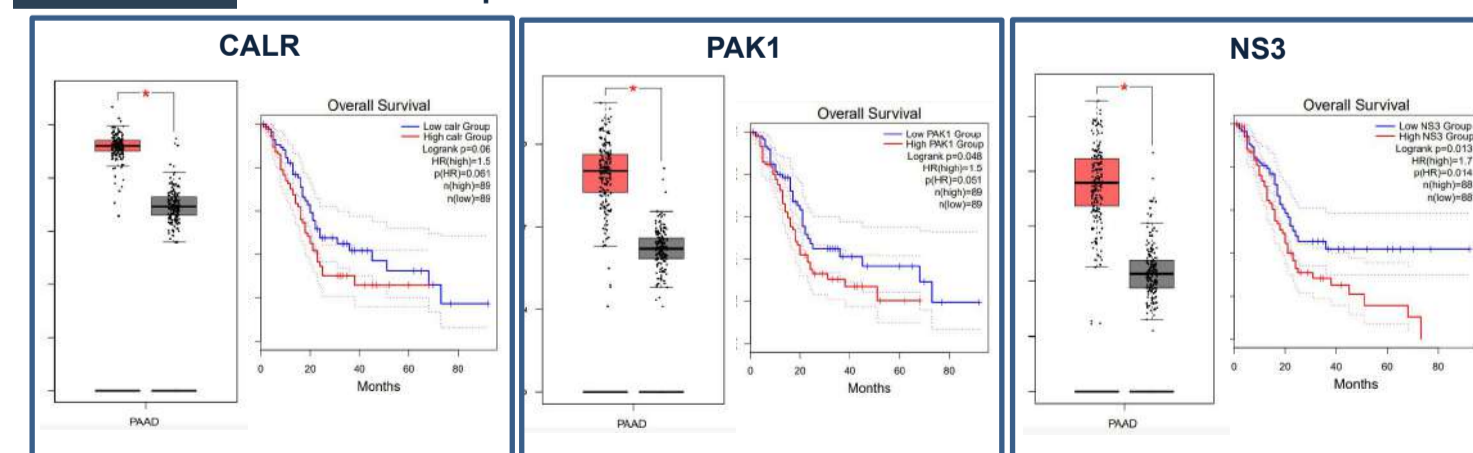 CALR
*
PAAD
Overall Survival
Low calr Group
High calr Group
Logrank p=0.06
HR(high)=1.5
p(HR)=0.061
n(high)=89
n(low)=89
0 20 40 60 80
Months
PAK1
*
PAAD
Overall Survival
Low PAK1 Group
High PAK1 Group
Logrank p=0.048
HR(high)=1.5
p(HR)=0.051
n(high)=89
n(low)=89
0 20 40 60 80
Months
NS3
*
PAAD
Overall Survival
Low NS3 Group
High NS3 Group
Logrank p=0.013
HR(high)=1.7
p(HR)=0.014
n(high)=88
n(low)=88
0 20 40 60 80
Months